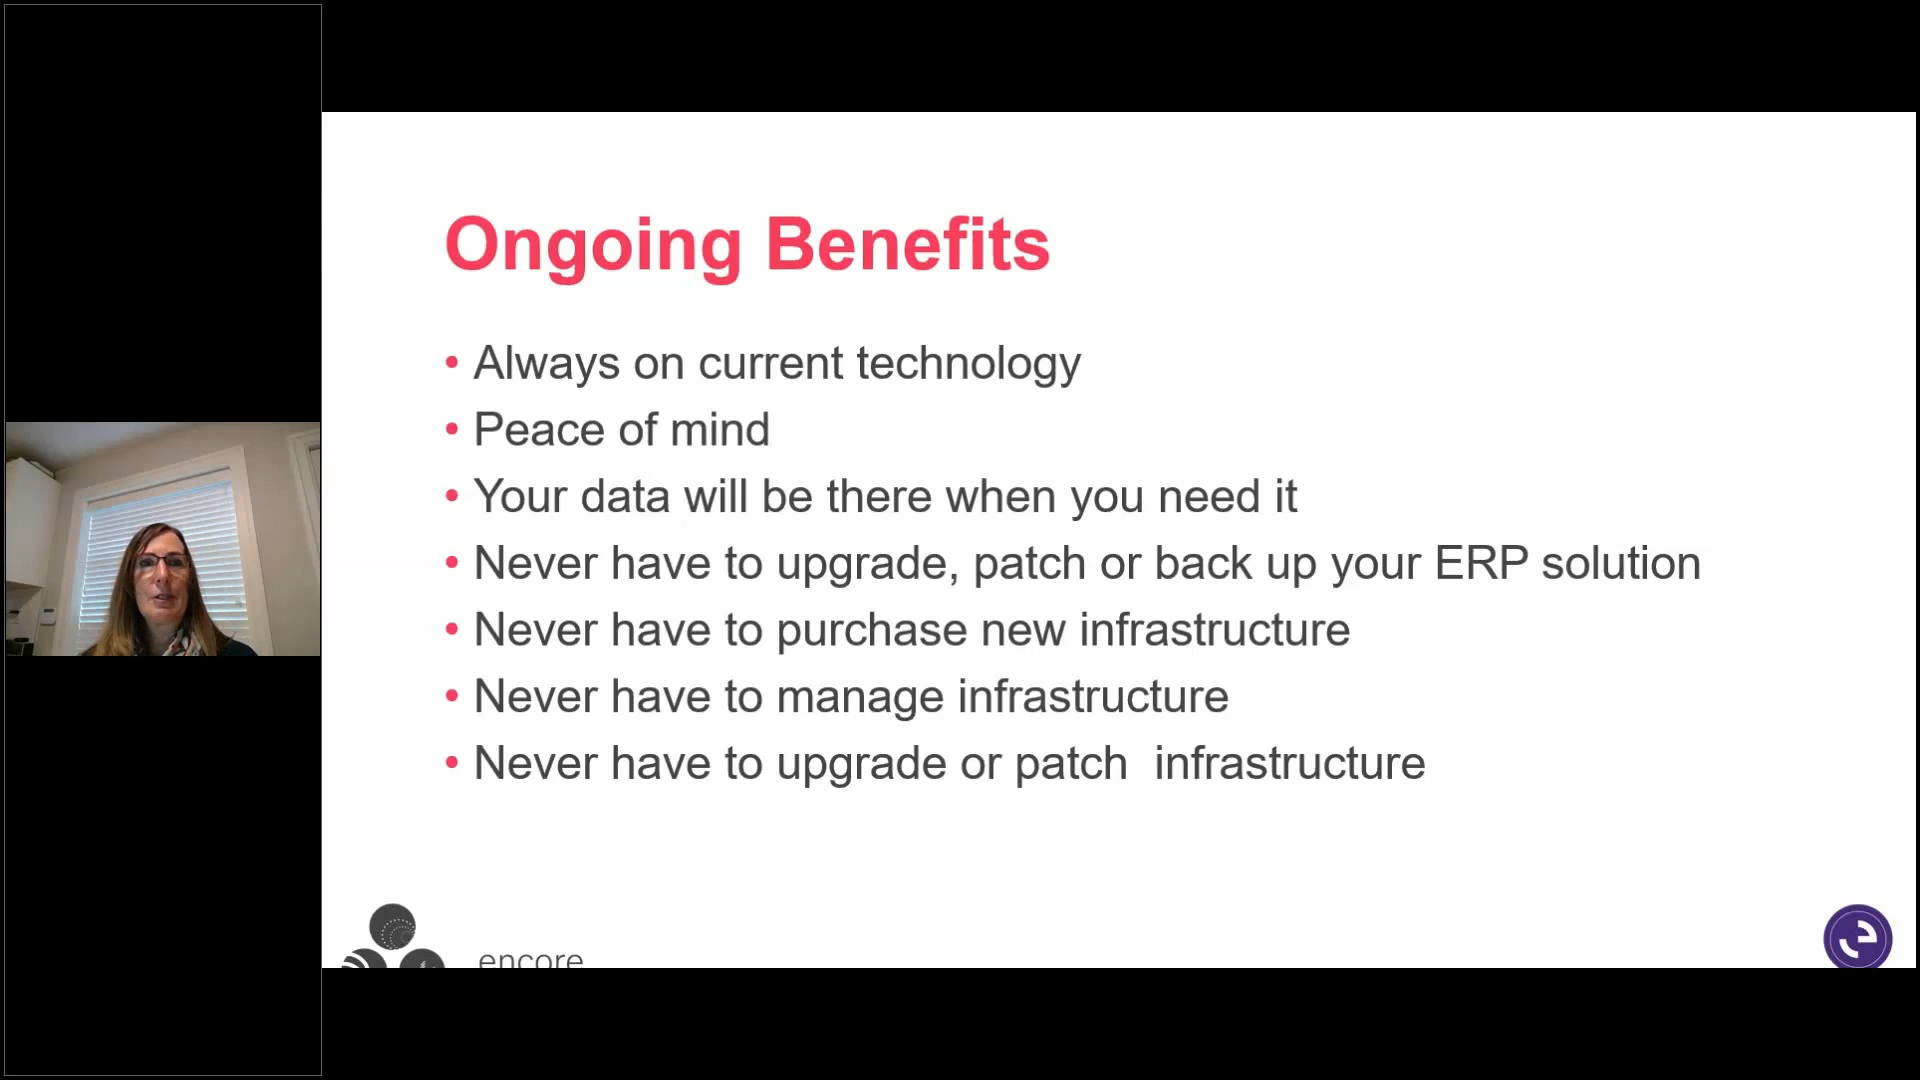 Ongoing Benefits
• Always on current technology
• Peace of mind
• Your data will be there when you need it
• Never have to upgrade, patch or back up your ERP solution
• Never have to purchase new infrastructure
• Never have to manage infrastructure
• Never have to upgrade or patch  infrastructure
encore